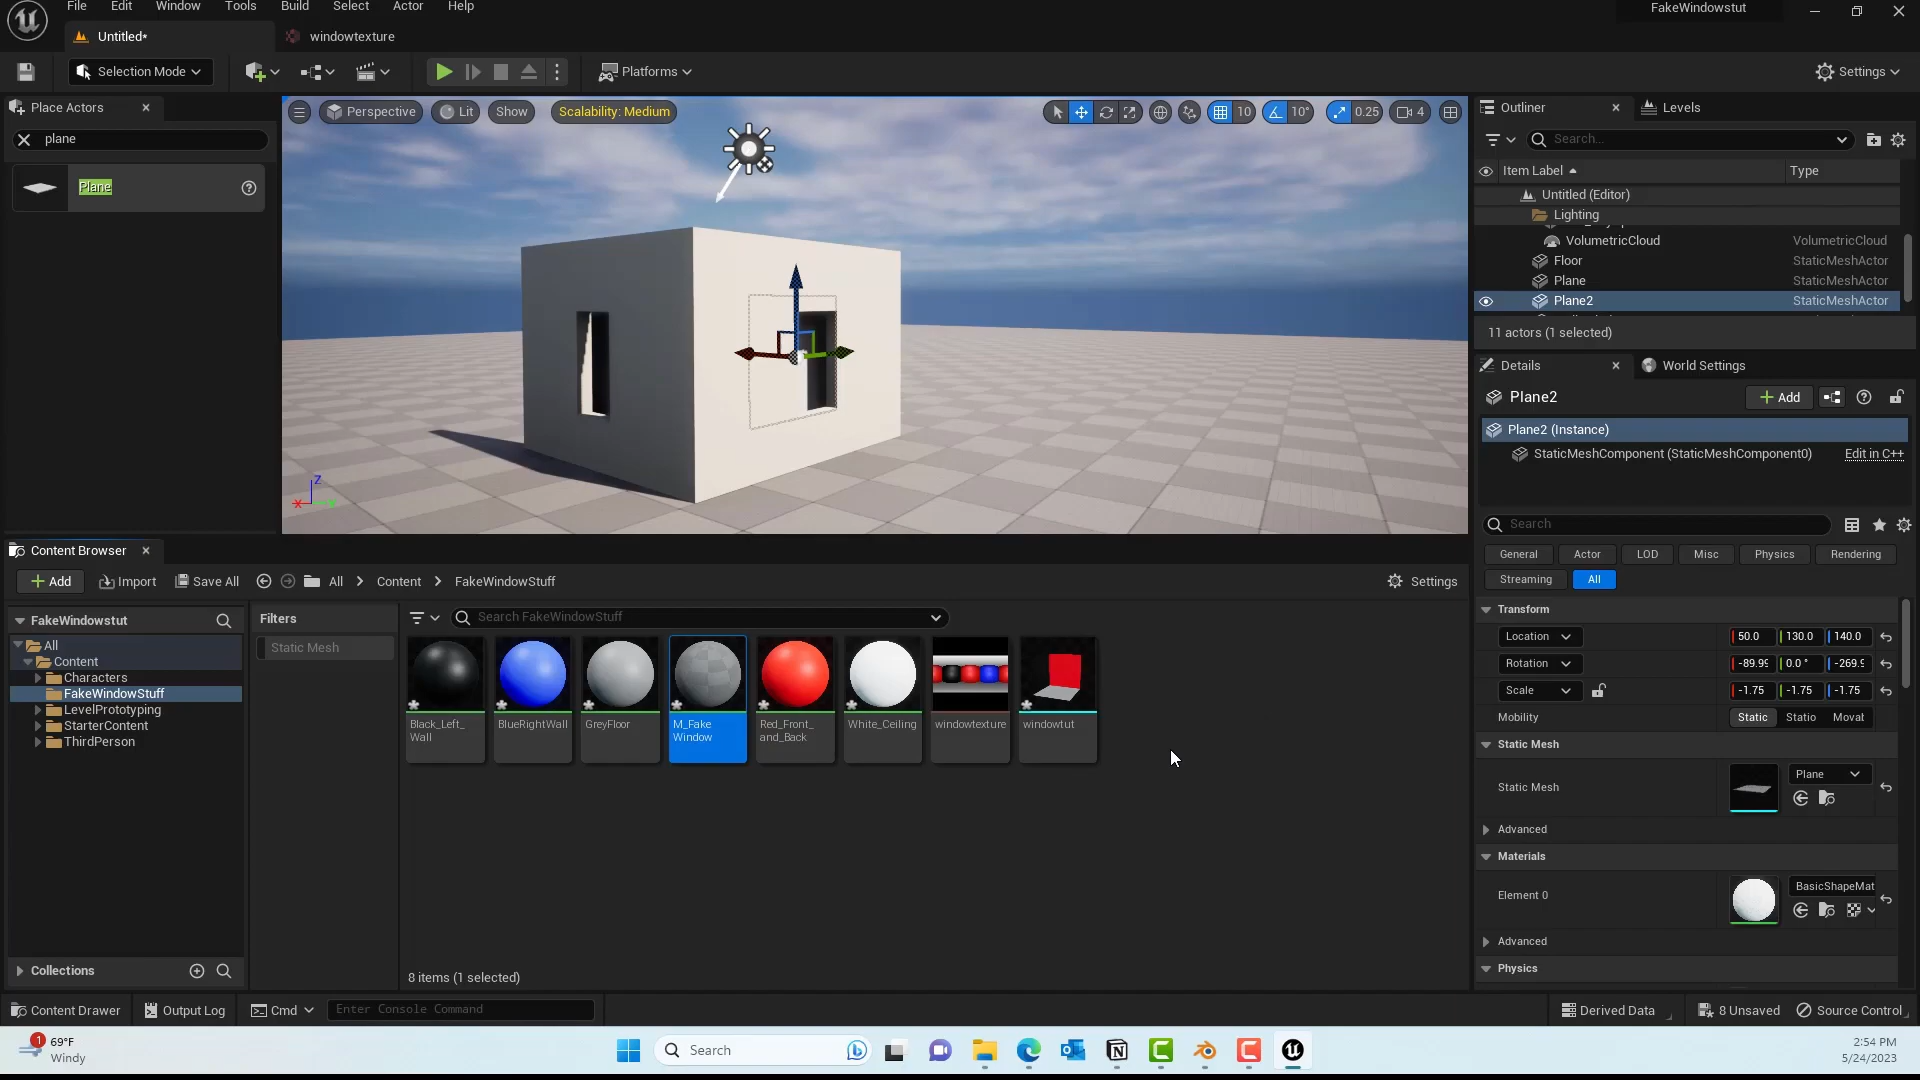 File Edit Window Tools Build Select Actor Help
FakeWindowstut
Untitled*
windowtexture
Selection Mode
Platforms
Settings
Place Actors
plane
Plane
Perspective
Lit
Show
Scalability: Medium
10
10°
0.25
4
Z
X
Outliner
Levels
Search...
Item Label
Type
Untitled (Editor)
Lighting
VolumetricCloud VolumetricCloud
Floor StaticMeshActor
Plane StaticMeshActor
Plane2 StaticMeshActor
11 actors (1 selected)
Details
World Settings
Plane2
Add
Plane2 (Instance)
StaticMeshComponent (StaticMeshComponent0)
Edit in C++
Search
General Actor LOD Misc Physics Rendering
Streaming All
Transform
Location 50.0 130.0 140.0
Rotation -89.99 0.0 ° -269.9
Scale -1.75 -1.75 -1.75
Mobility Static Statio Moval
Static Mesh
Static Mesh
Plane
Advanced
Materials
Element 0
BasicShapeMat
Advanced
Physics
Content Browser
Add
Import
Save All
All
Content
FakeWindowStuff
Settings
FakeWindowstut
All
Content
Characters
FakeWindowStuff
LevelPrototyping
StarterContent
ThirdPerson
Collections
Filters
Static Mesh
Search FakeWindowStuff
Black_Left_
Wall
BlueRightWall
GreyFloor
M_Fake
Window
Red_Front_
and_Back
White_Ceiling
windowtexture
windowtut
8 items (1 selected)
Content Drawer
Output Log
Cmd
Enter Console Command
Derived Data
8 Unsaved
Source Control
1
69°F
Windy
Search
2:54 PM
5/24/2023